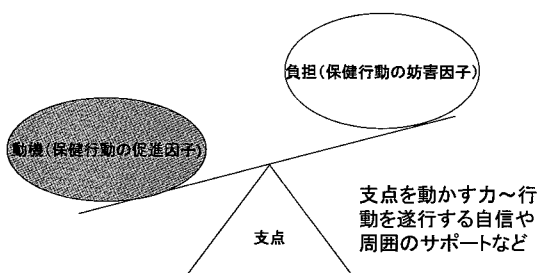 負担(保健行動の妨害因子)
動機(保健行動の促進因子)
支点を動かす力～行
動を遂行する自信や
周囲のサポートなど
支点